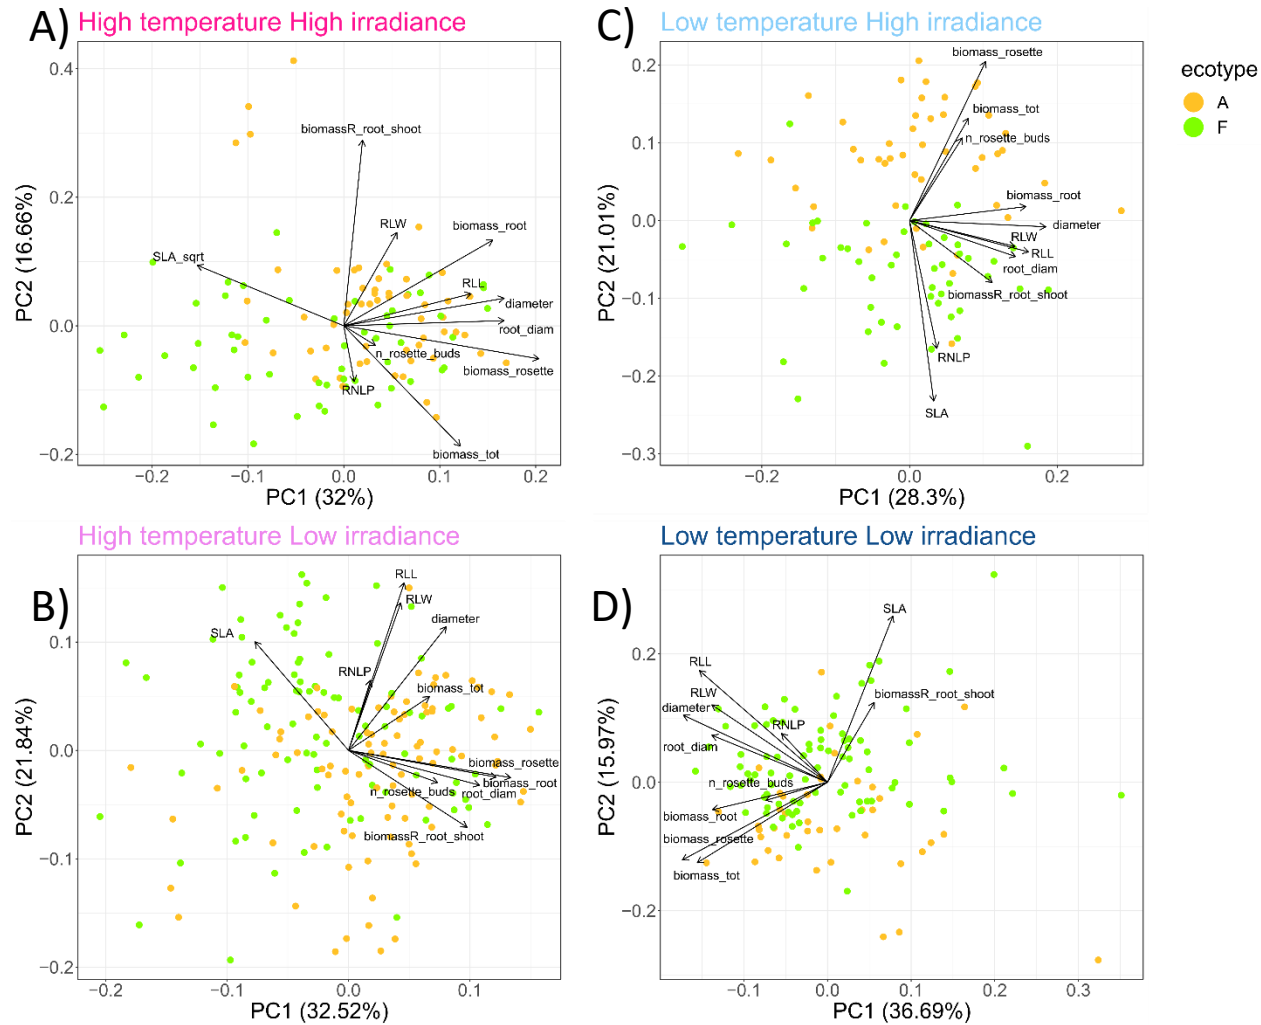 A) High temperature High irradiance
0.4
0.2
0.0
−0.2
PC2 (16.66%)
biomassR_root_shoot
RLW
biomass_root
SLA_sqrt
RLL
diameter
root_diam
n_rosette_buds
biomass_rosette
RNLP
biomass_tot
−0.2
−0.1
0.0
0.1
0.2
PC1 (32%)
C) Low temperature High irradiance
0.2
0.1
0.0
−0.1
−0.2
−0.3
PC2 (21.01%)
biomass_rosette
biomass_tot
n_rosette_buds
biomass_root
diameter
RLW
RLL
root_diam
biomassR_root_shoot
RNLP
SLA
−0.2
0.0
0.2
PC1 (28.3%)
ecotype
A
F
High temperature Low irradiance
B)
0.1
0.0
−0.1
−0.2
PC2 (21.84%)
RLL
RLW
diameter
SLA
RNLP
biomass_tot
biomass_rosette
biomass_root
n_rosette_buds
root_diam
biomassR_root_shoot
−0.2
−0.1
0.0
0.1
PC1 (32.52%)
Low temperature Low irradiance
D)
0.2
0.0
−0.2
PC2 (15.97%)
SLA
RLL
RLW
biomassR_root_shoot
diameter
RNLP
root_diam
n_rosette_buds
biomass_root
biomass_rosette
biomass_tot
−0.1
0.0
0.1
0.2
0.3
PC1 (36.69%)